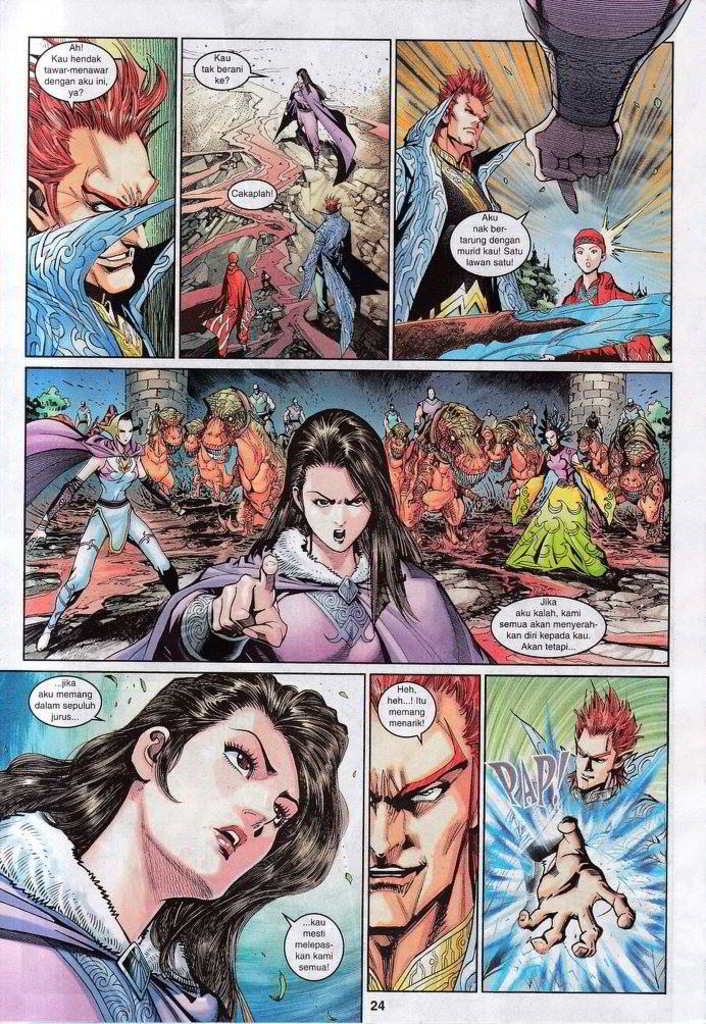 Ah!
Kau hendak
tawar-menawar
dengan aku ini,
ya?
Kau
tak berani
ke?
Cakaplah!
Aku
nak ber-
tarung dengan
murid kau! Satu
lawan satu!
Jika
aku kalah, kami
semua akan menyerah-
kan diri kepada kau.
Akan tetapi...
...jika
aku memang
dalam sepuluh
jurus...
...kau
mesti
melepas-
kan kami
semua!
Heh,
heh...! Itu
memang
menarik!
PAP!
24